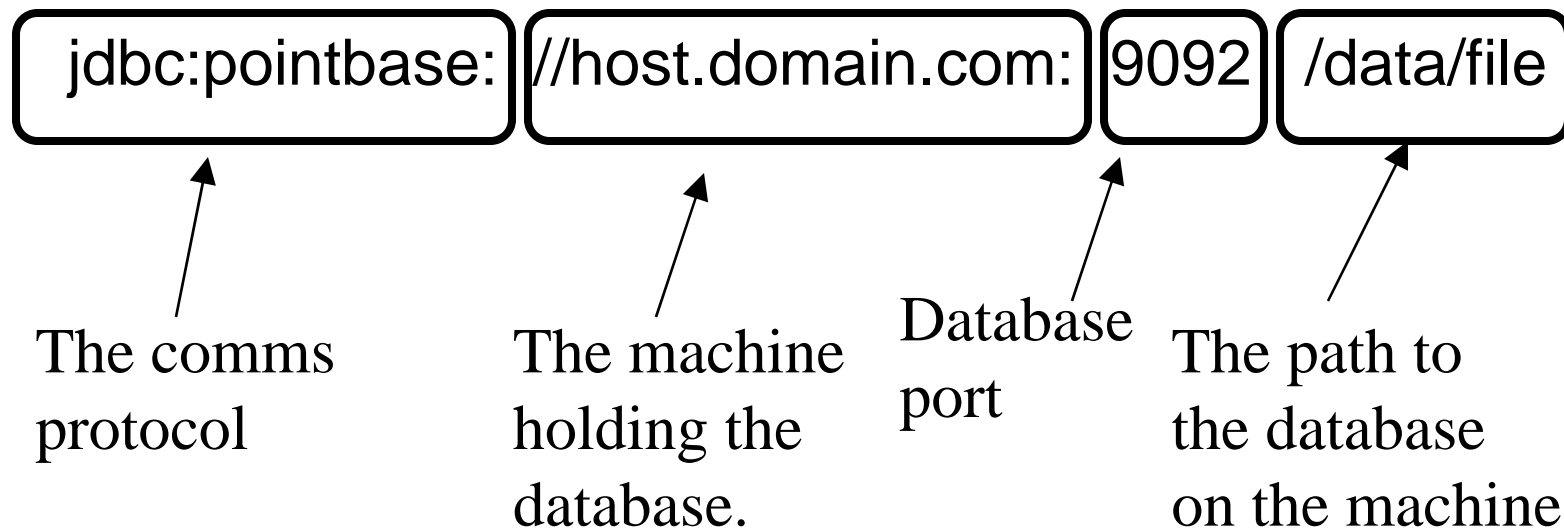 jdbc:pointbase: //host.domain.com: 9092 /data/file
The comms
protocol
The machine
holding the
database.
Database
port
The path to
the database
on the machine